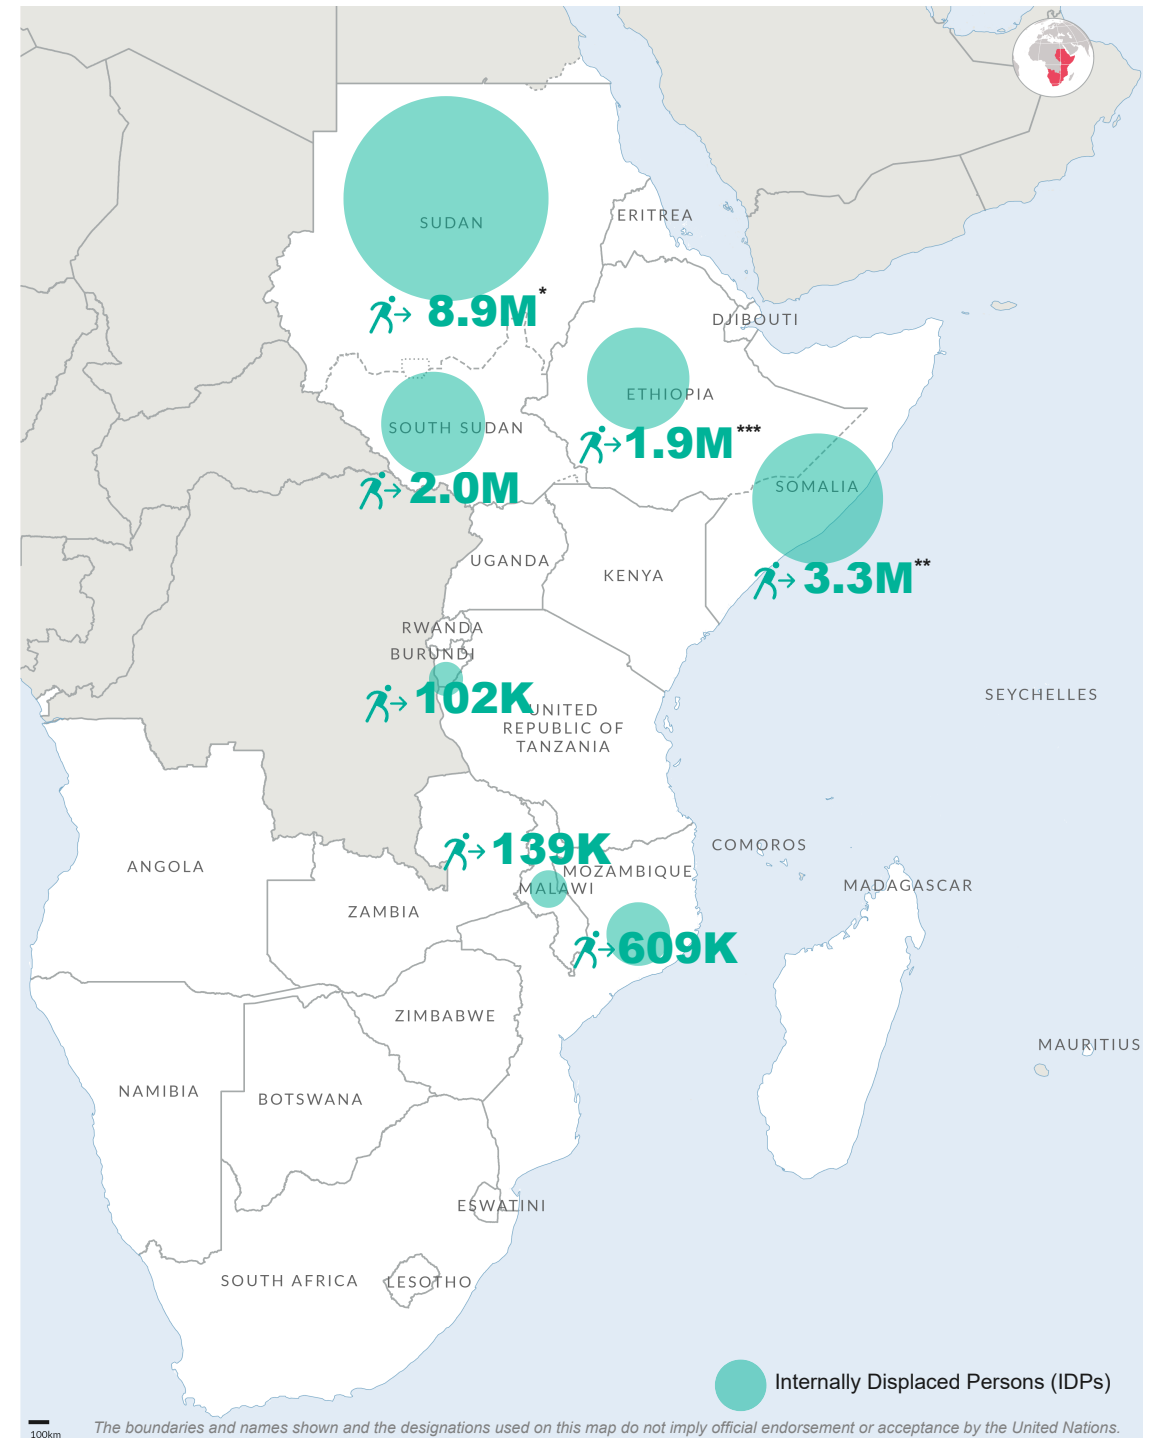 SUDAN
ERITREA
8.9M*
DJIBOUTI
ETHIOPIA
SOUTH SUDAN
1.9M***
2.0M
SOMALIA
UGANDA
KENYA
3.3M**
RWANDA
BURUNDI
102K
SEYCHELLES
UNITED
REPUBLIC OF
TANZANIA
139K
COMOROS
ANGOLA
MOZAMBIQUE
MALAWI
MADAGASCAR
ZAMBIA
609K
ZIMBABWE
MAURITIUS
NAMIBIA
BOTSWANA
ESWATINI
SOUTH AFRICA
LESOTHO
Internally Displaced Persons (IDPs)
100km
The boundaries and names shown and the designations used on this map do not imply official endorsement or acceptance by the United Nations.